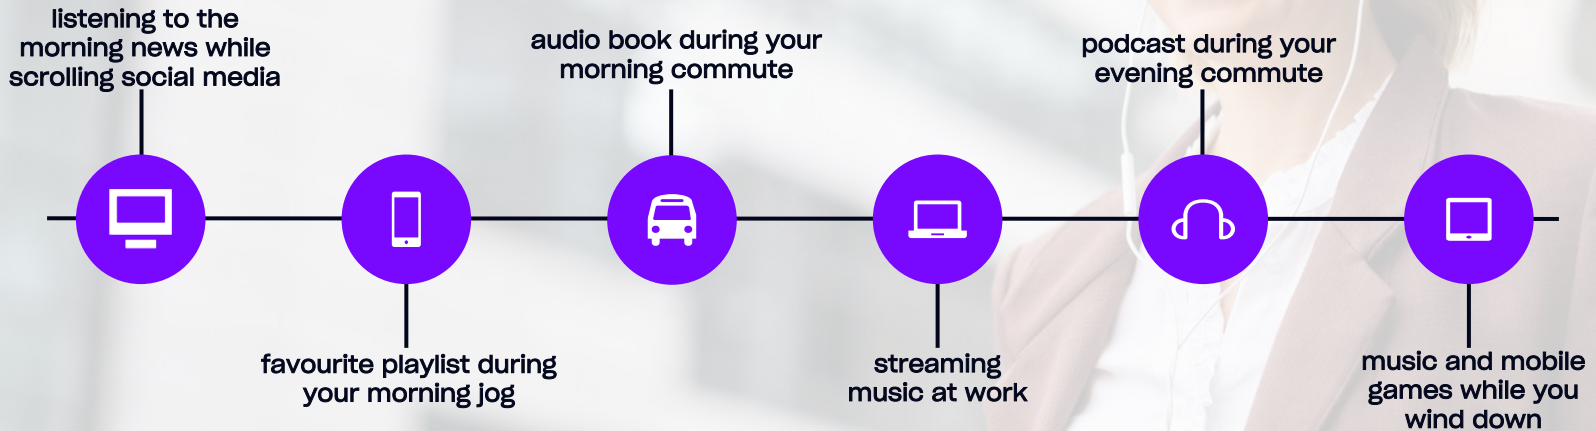 listening to the
morning news while
scrolling social media
favourite playlist during
your morning jog
audio book during your
morning commute
streaming
music at work
podcast during your
evening commute
music and mobile
games while you
wind down